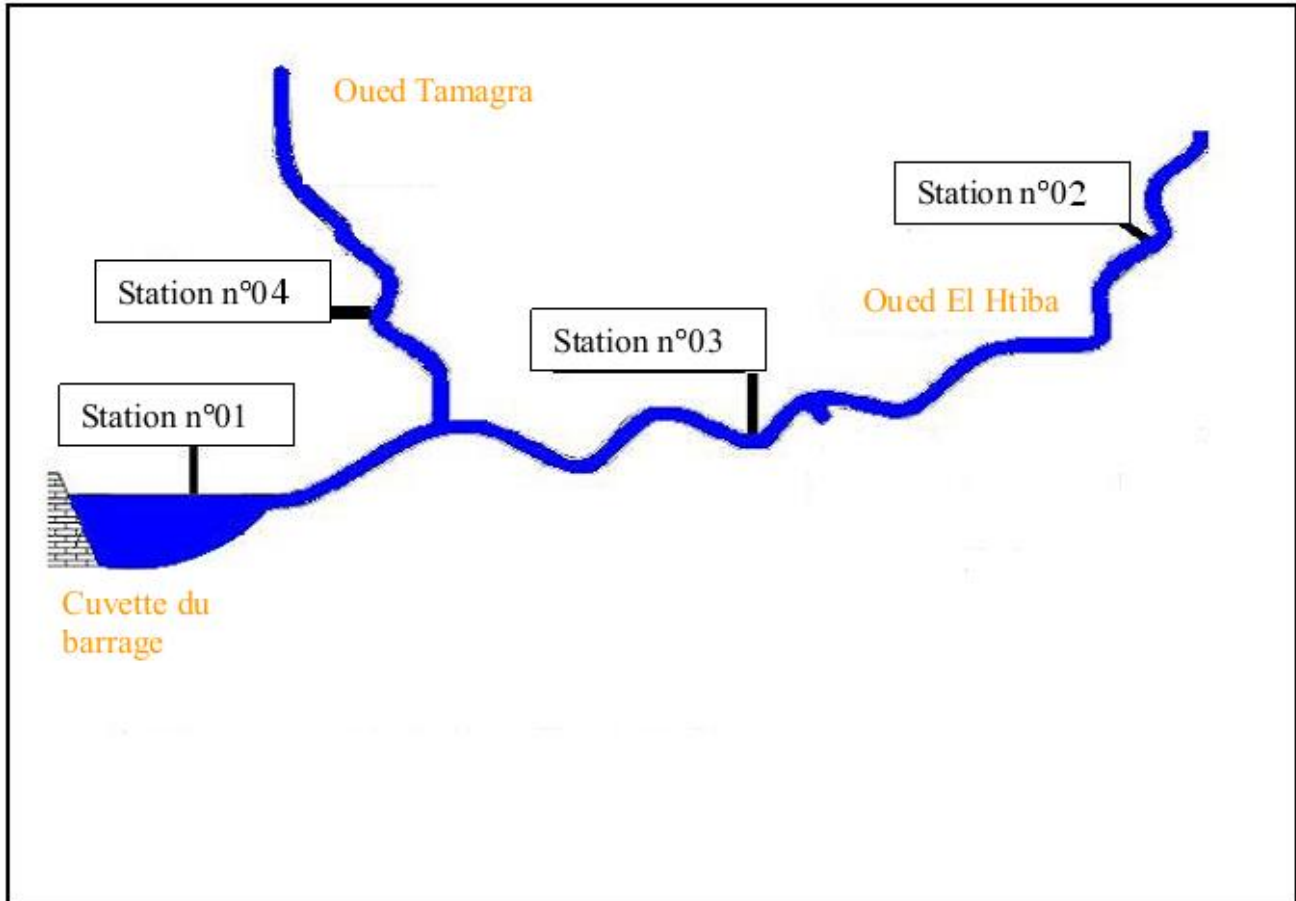 Oued Tamagra
Station n°02
Station n°04
Oued El Htiba
Station n°03
Station n°01
Cuvette du
barrage